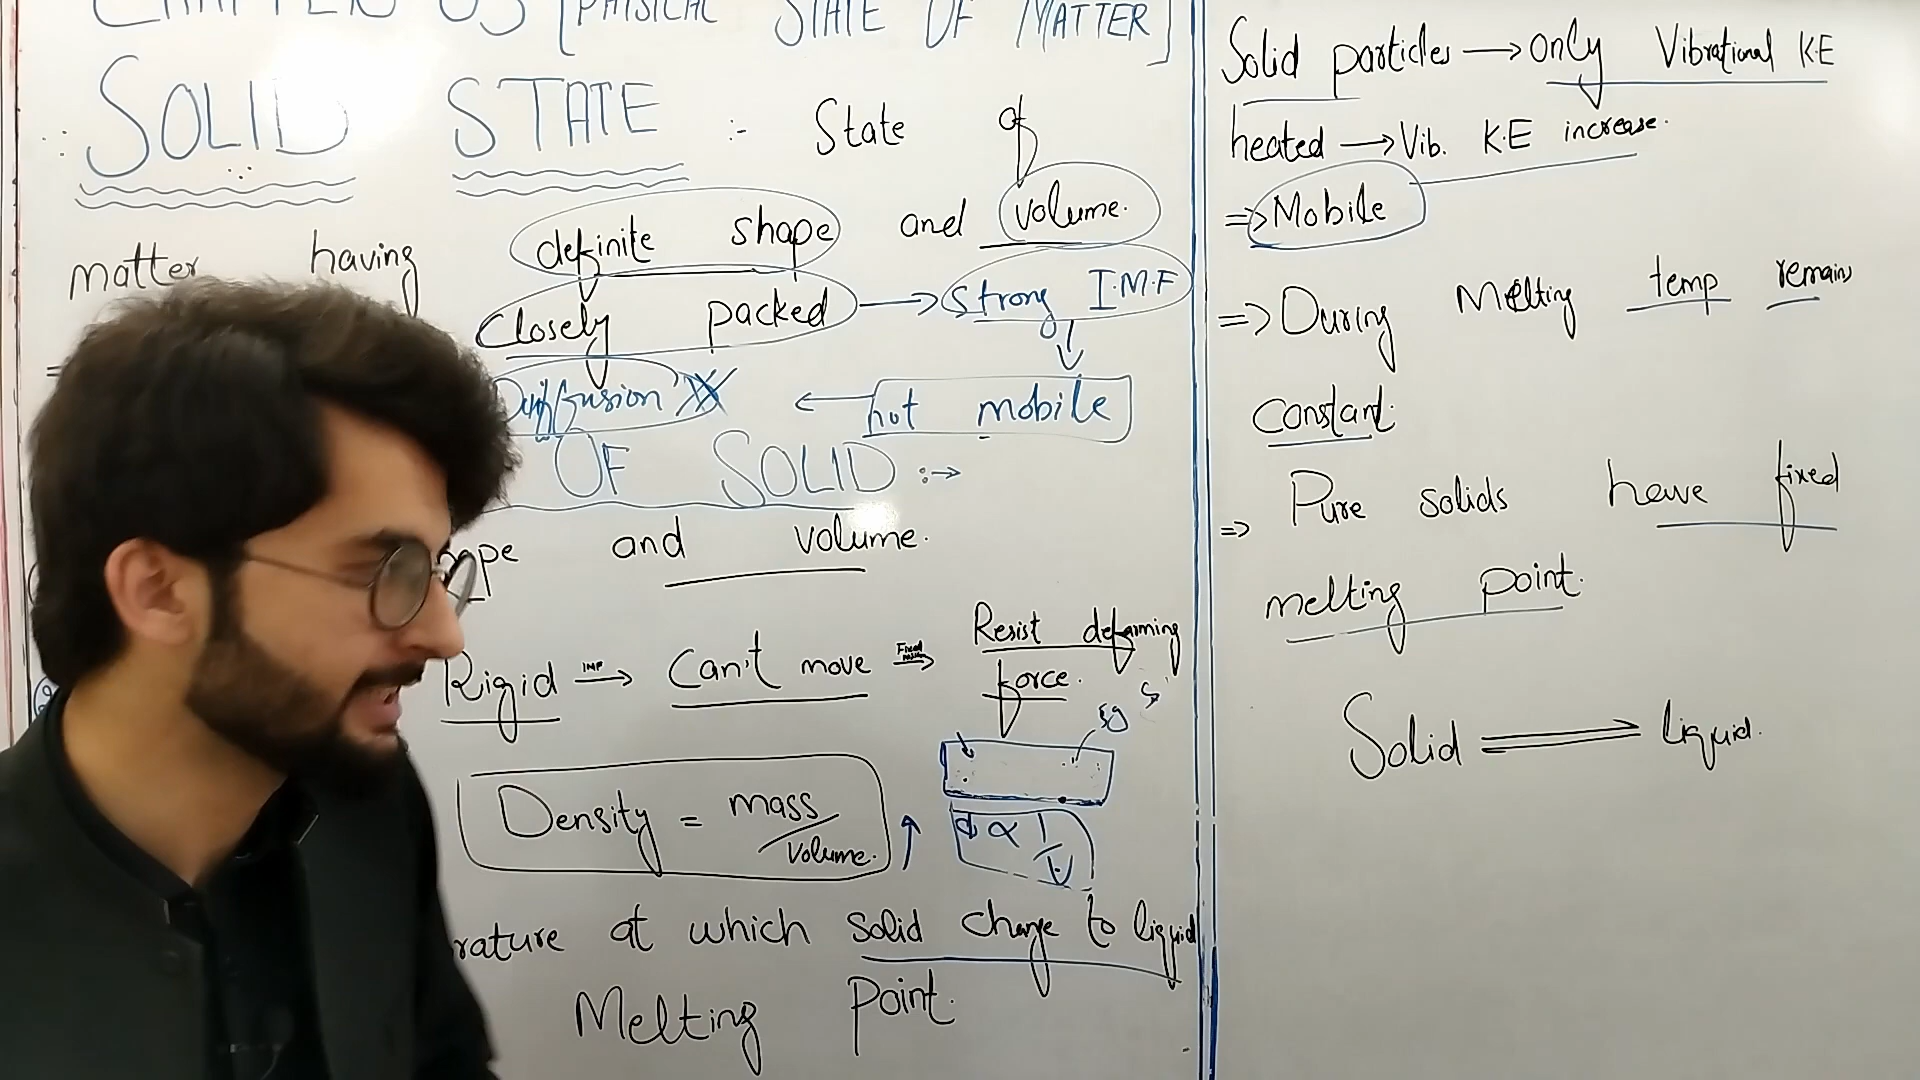 CHAPTER 05 [PHYSICAL STATE OF MATTER]
SOLID STATE :- State of
matter having definite shape and volume.
Closely packed → Strong I.M.F
Diffusion ← not mobile
OF SOLID :→
and volume.
Rigid → Can't move → Resist deforming
force.
Density = mass/volume. ↑
d ∝ 1/v
at which solid change to liquid
Melting Point.
Solid particles → only Vibrational K.E
heated → Vib. K.E increase.
=> Mobile
=> During Melting temp remains
Constant.
=> Pure solids have fixed
melting point.
Solid ⇌ liquid.